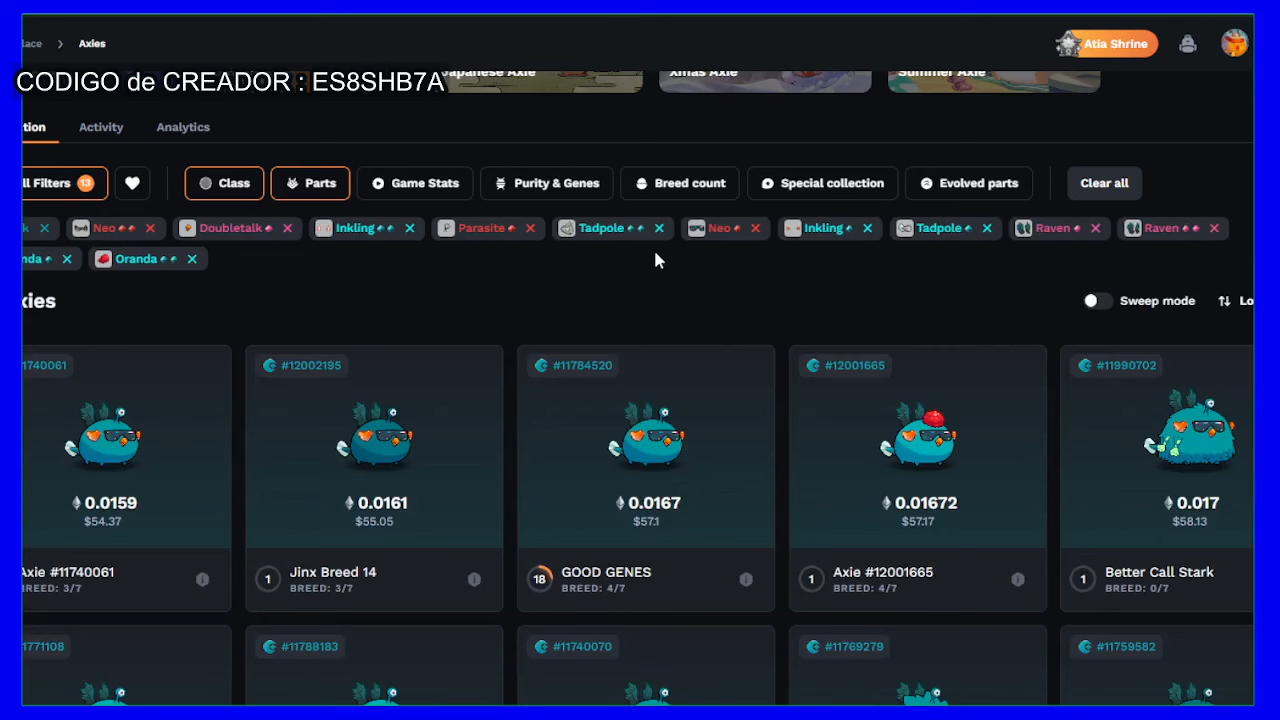 lace > Axies
Atia Shrine
CODIGO de CREADOR : ES8SHB7A
Japanese Axie Xmas Axie Summer Axie
tion Activity Analytics
ll Filters 13 Class Parts Game Stats Purity & Genes Breed count Special collection Evolved parts Clear all
k Neo Doubletalk Inkling Parasite Tadpole Neo Inkling Tadpole Raven Raven
nda Oranda
xies
Sweep mode Lo
1740061 #12002195 #11784520 #12001665 #11990702
0.0159 0.0161 0.0167 0.01672 0.017
$54.37 $55.05 $57.1 $57.17 $58.13
Axie #11740061 1 Jinx Breed 14 18 GOOD GENES 1 Axie #12001665 1 Better Call Stark
BREED: 3/7 BREED: 3/7 BREED: 4/7 BREED: 4/7 BREED: 0/7
1771108 #11788183 #11740070 #11769279 #11759582